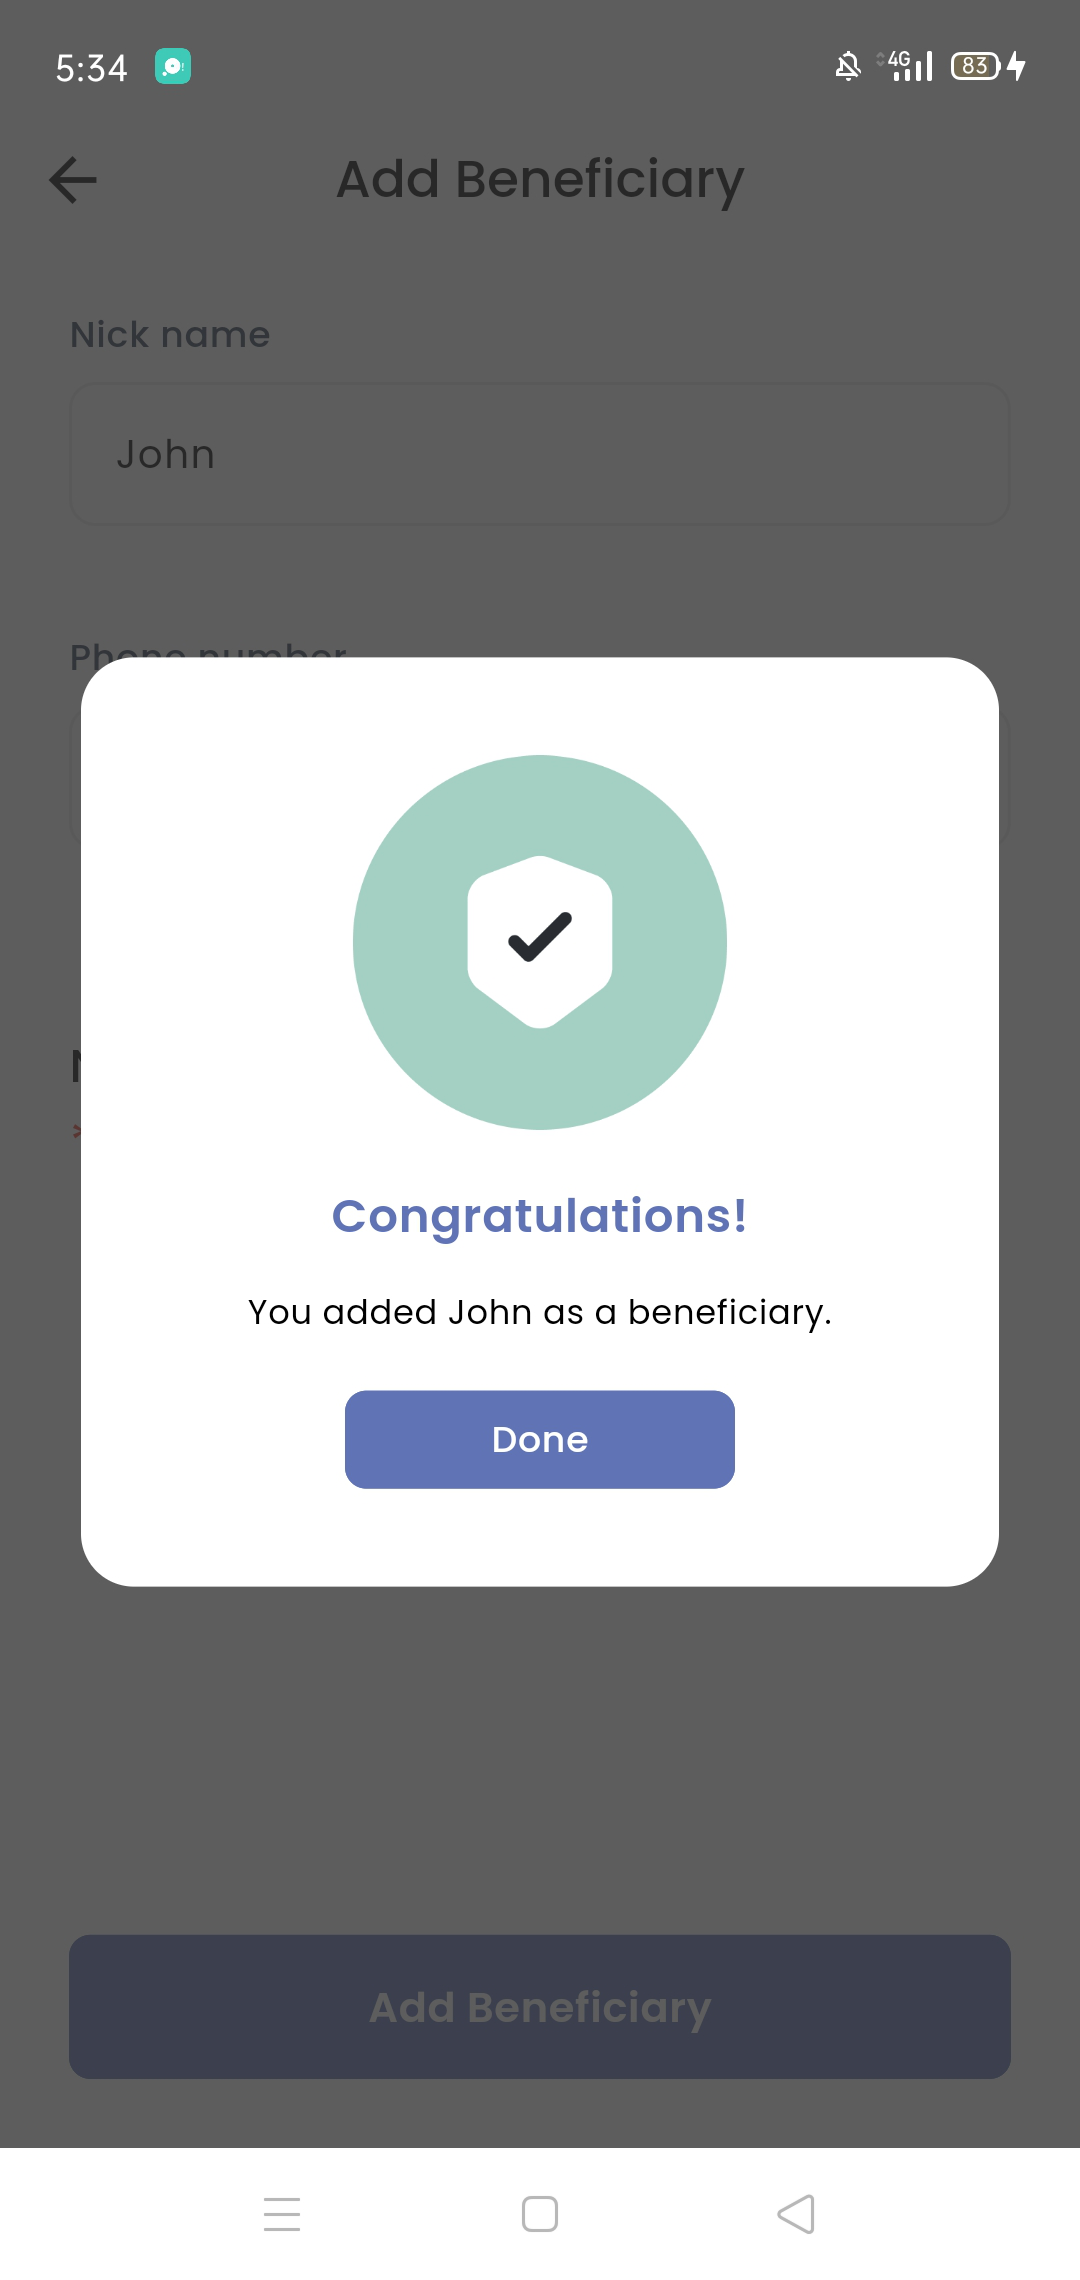 5:34
4G
83
Add Beneficiary
Nick name
John
Phone number
Congratulations!
You added John as a beneficiary.
Done
Add Beneficiary